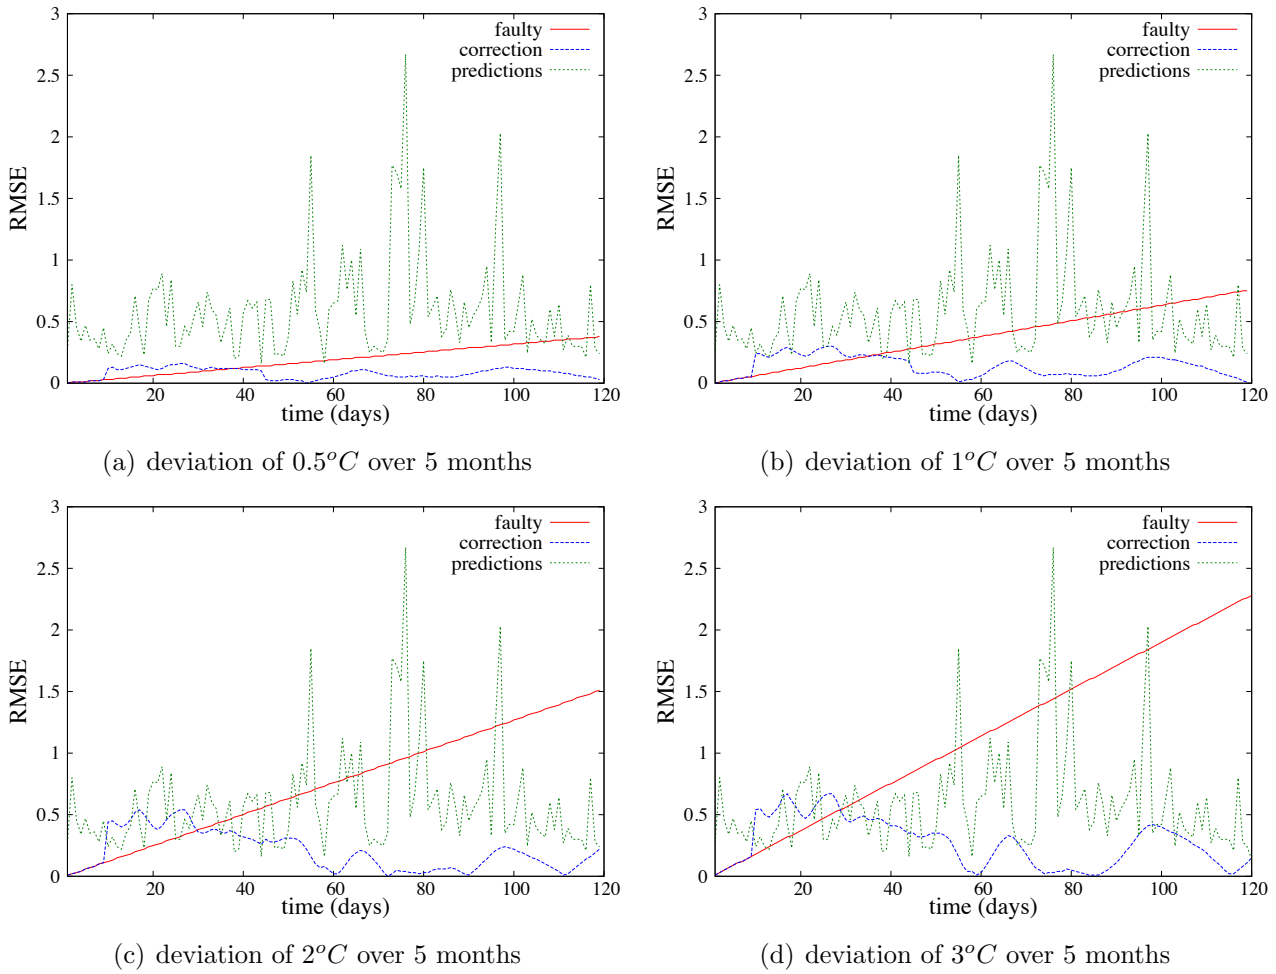 3
2.5
2
1.5
1
0.5
0
RMSE
faulty
correction
predictions
20 40 60 80 100 120
time (days)
(a) deviation of 0.5°C over 5 months
3
2.5
2
1.5
1
0.5
0
RMSE
faulty
correction
predictions
20 40 60 80 100 120
time (days)
(b) deviation of 1°C over 5 months
3
2.5
2
1.5
1
0.5
0
RMSE
faulty
correction
predictions
20 40 60 80 100 120
time (days)
(c) deviation of 2°C over 5 months
3
2.5
2
1.5
1
0.5
0
RMSE
faulty
correction
predictions
20 40 60 80 100 120
time (days)
(d) deviation of 3°C over 5 months